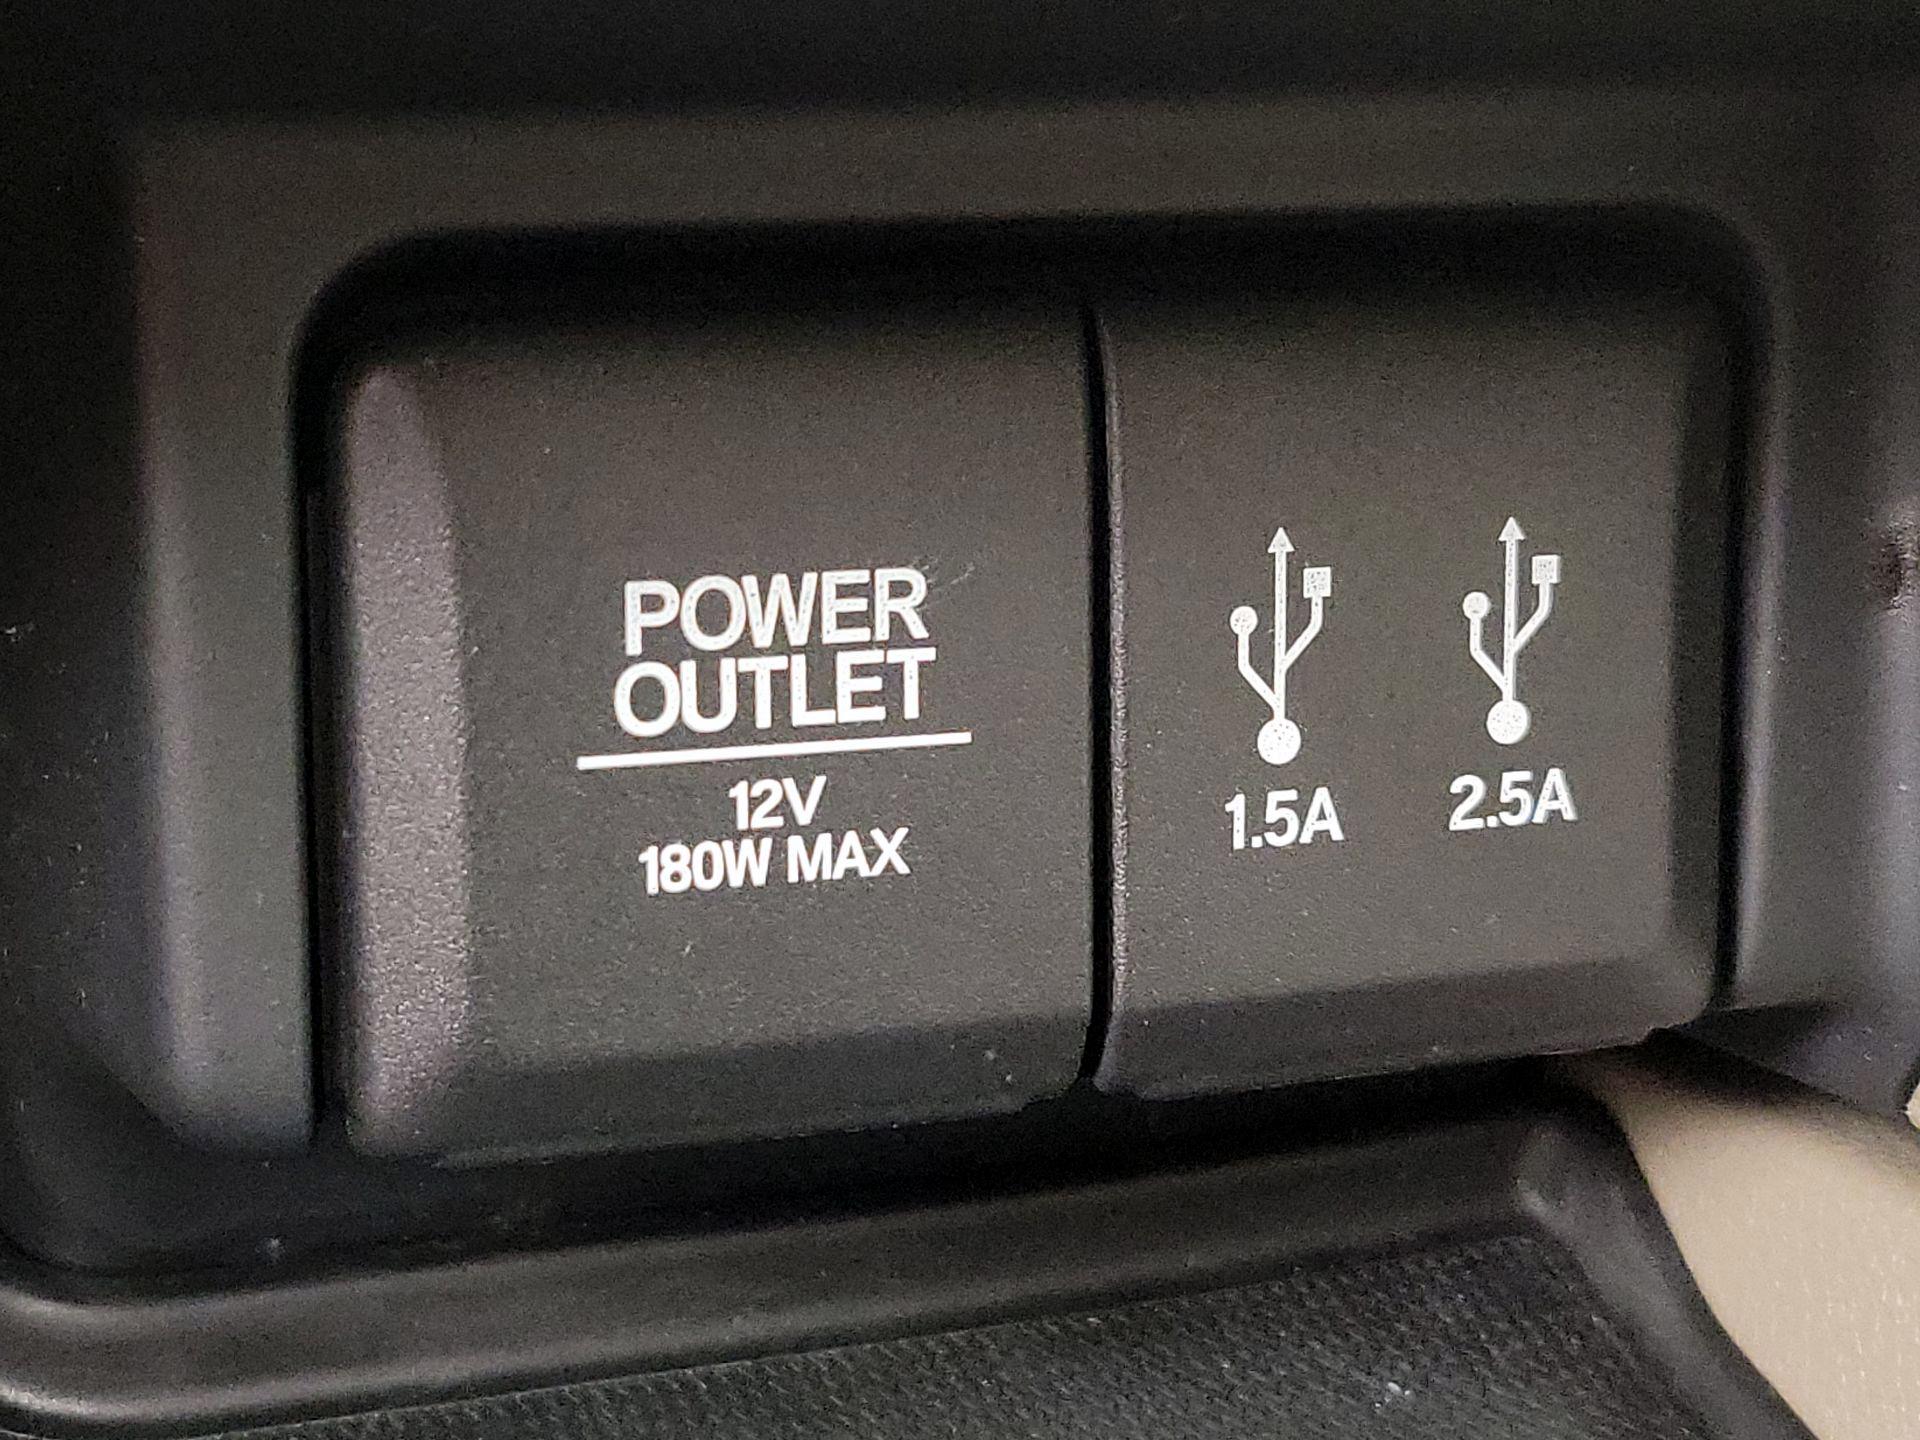 POWER
OUTLET
12V
180W MAX
1.5A
2.5A